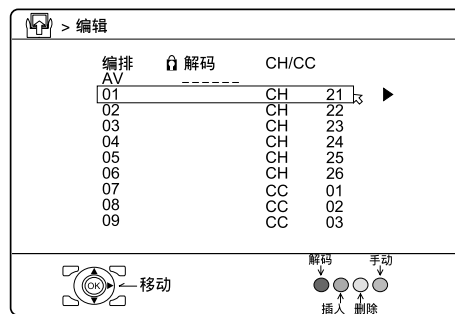 > 编辑
编排 解码 CH/CC
AV ------
01 CH 21
02 CH 22
03 CH 23
04 CH 24
05 CH 25
06 CH 26
07 CC 01
08 CC 02
09 CC 03
OK 移动
解码 手动
插入 删除